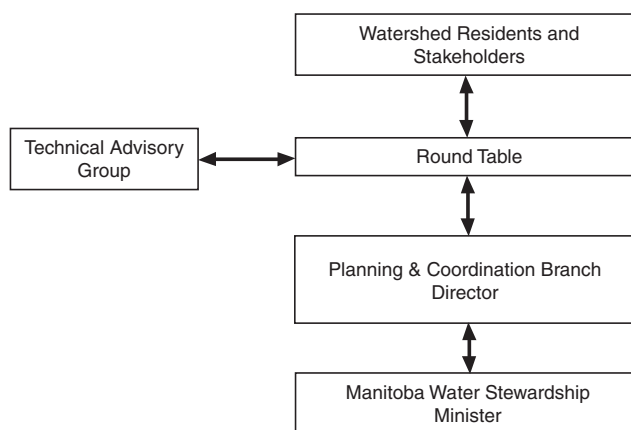 Watershed Residents and
Stakeholders
Technical Advisory
Group
Round Table
Planning & Coordination Branch
Director
Manitoba Water Stewardship
Minister